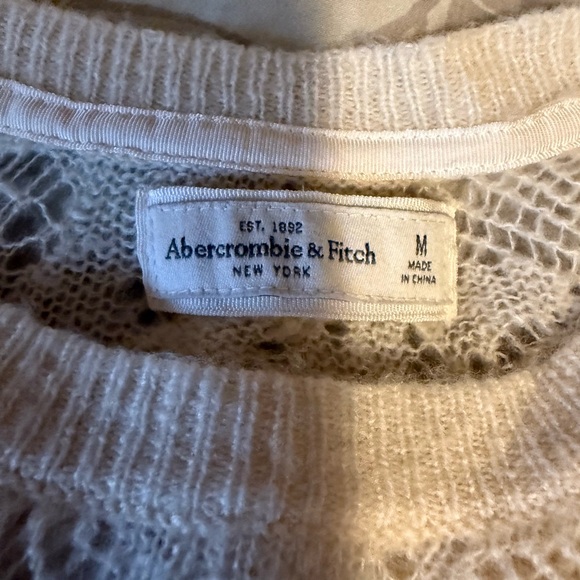 EST. 1892
Abercrombie & Fitch
NEW YORK
M
MADE
IN CHINA